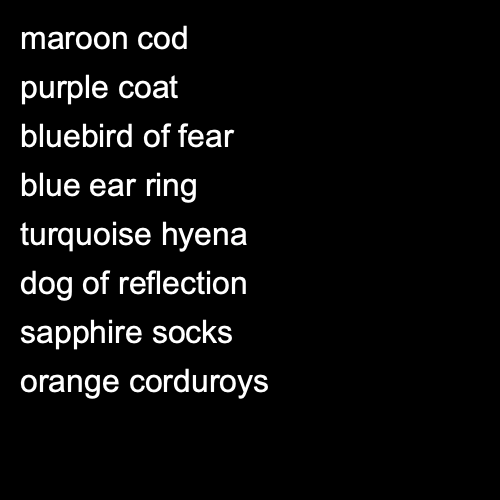 maroon cod
purple coat
bluebird of fear
blue ear ring
turquoise hyena
dog of reflection
sapphire socks
orange corduroys